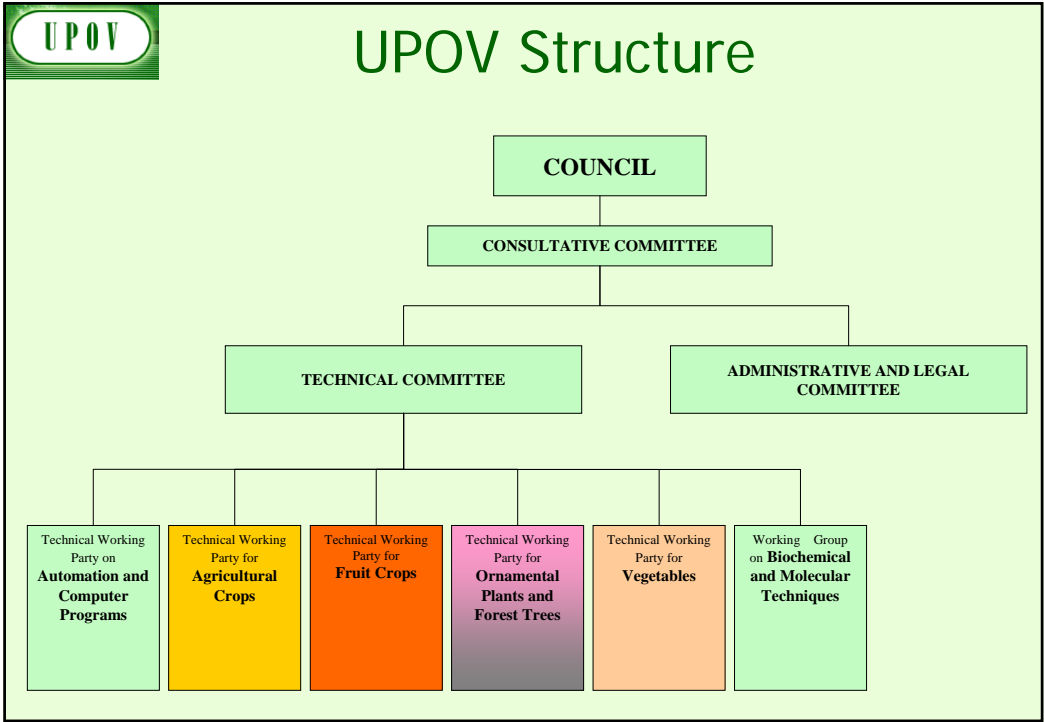 UPOV
UPOV Structure
COUNCIL
CONSULTATIVE COMMITTEE
TECHNICAL COMMITTEE
ADMINISTRATIVE AND LEGAL
COMMITTEE
Technical Working
Party on
Automation and
Computer
Programs
Technical Working
Party for
Agricultural
Crops
Technical Working
Party for
Fruit Crops
Technical Working
Party for
Ornamental
Plants and
Forest Trees
Technical Working
Party for
Vegetables
Working Group
on Biochemical
and Molecular
Techniques